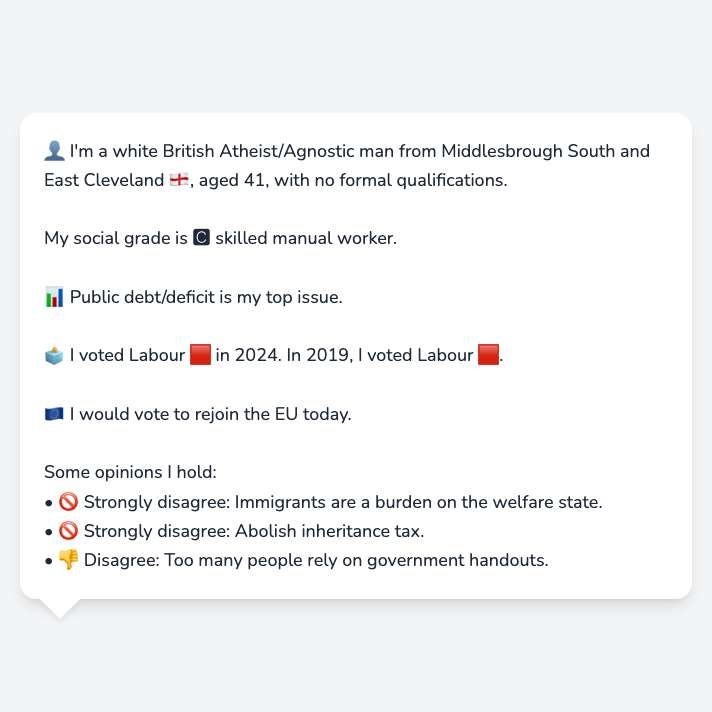 👤 I'm a white British Atheist/Agnostic man from Middlesbrough South and
East Cleveland 🏴󠁧󠁢󠁥󠁮󠁧󠁿, aged 41, with no formal qualifications.
My social grade is 🅲 skilled manual worker.
📊 Public debt/deficit is my top issue.
🗳️ I voted Labour 🟥 in 2024. In 2019, I voted Labour 🟥.
🇪🇺 I would vote to rejoin the EU today.
Some opinions I hold:
• 🚫 Strongly disagree: Immigrants are a burden on the welfare state.
• 🚫 Strongly disagree: Abolish inheritance tax.
• 👎 Disagree: Too many people rely on government handouts.